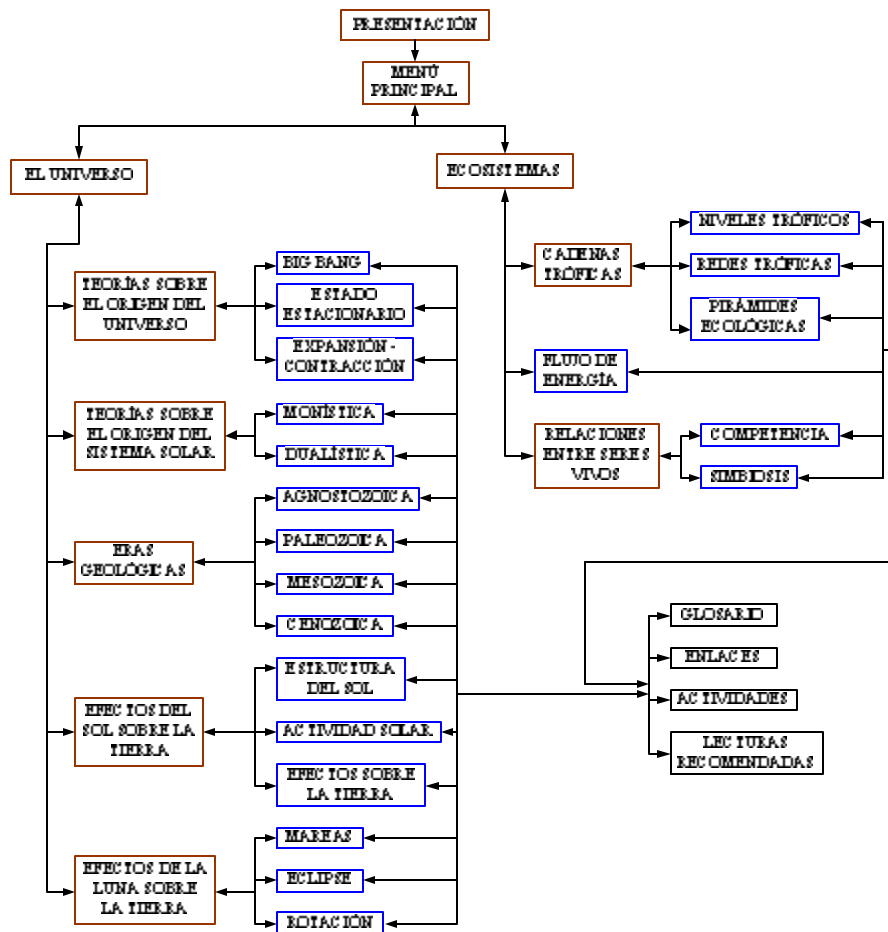 PRESENTACIÓN
MENÚ
PRINCIPAL
EL UNIVERSO
ECOSISTEMAS
TEORÍAS SOBRE
EL ORIGEN DEL
UNIVERSO
BIG BANG
ESTADO
ESTACIONARIO
EXPANSIÓN -
CONTRACCIÓN
TEORÍAS SOBRE
EL ORIGEN DEL
SISTEMA SOLAR
MONÍSTICA
DUALÍSTICA
ERAS
GEOLÓGICAS
AGNOSTOZOICA
PALEOZOICA
MESOZOICA
CENOZOICA
EFECTOS DEL
SOL SOBRE LA
TIERRA
ESTRUCTURA
DEL SOL
ACTIVIDAD SOLAR
EFECTOS SOBRE
LA TIERRA
EFECTOS DE LA
LUNA SOBRE
LA TIERRA
MAREAS
ECLIPSE
ROTACIÓN
CADENAS
TRÓFICAS
NIVELES TRÓFICOS
REDES TRÓFICAS
PIRÁMIDES
ECOLÓGICAS
FLUJO DE
ENERGÍA
RELACIONES
ENTRE SERES
VIVOS
COMPETENCIA
SIMBIOSIS
GLOSARIO
ENLACES
ACTIVIDADES
LECTURAS
RECOMENDADAS